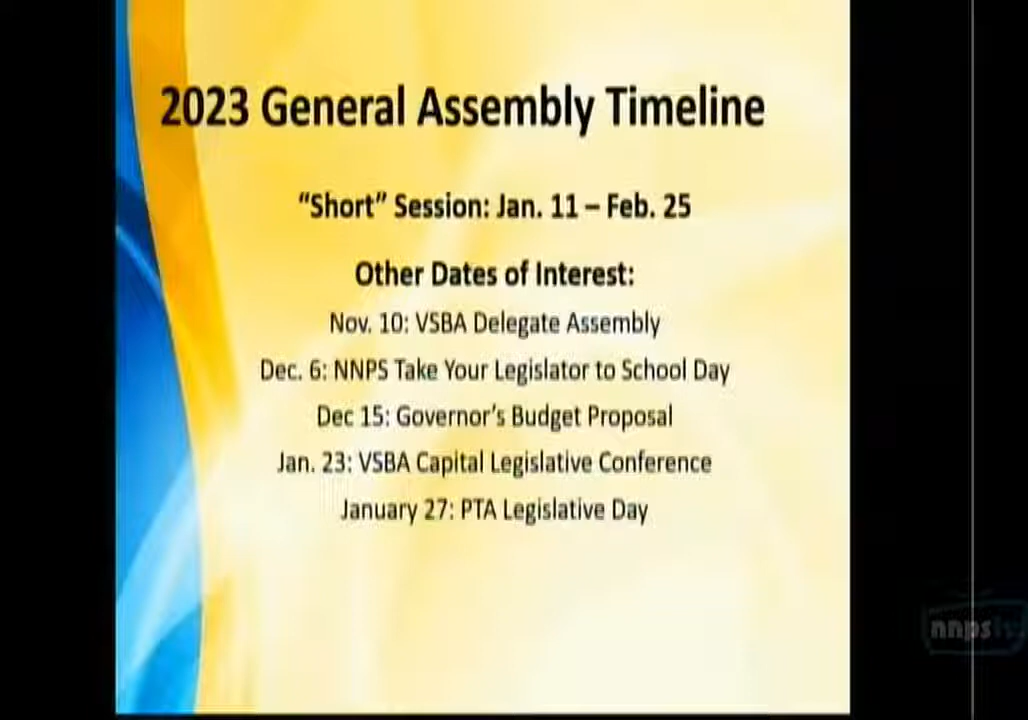 2023 General Assembly Timeline
“Short” Session: Jan. 11 – Feb. 25
Other Dates of Interest:
Nov. 10: VSBA Delegate Assembly
Dec. 6: NNPS Take Your Legislator to School Day
Dec 15: Governor’s Budget Proposal
Jan. 23: VSBA Capital Legislative Conference
January 27: PTA Legislative Day
nnpstv